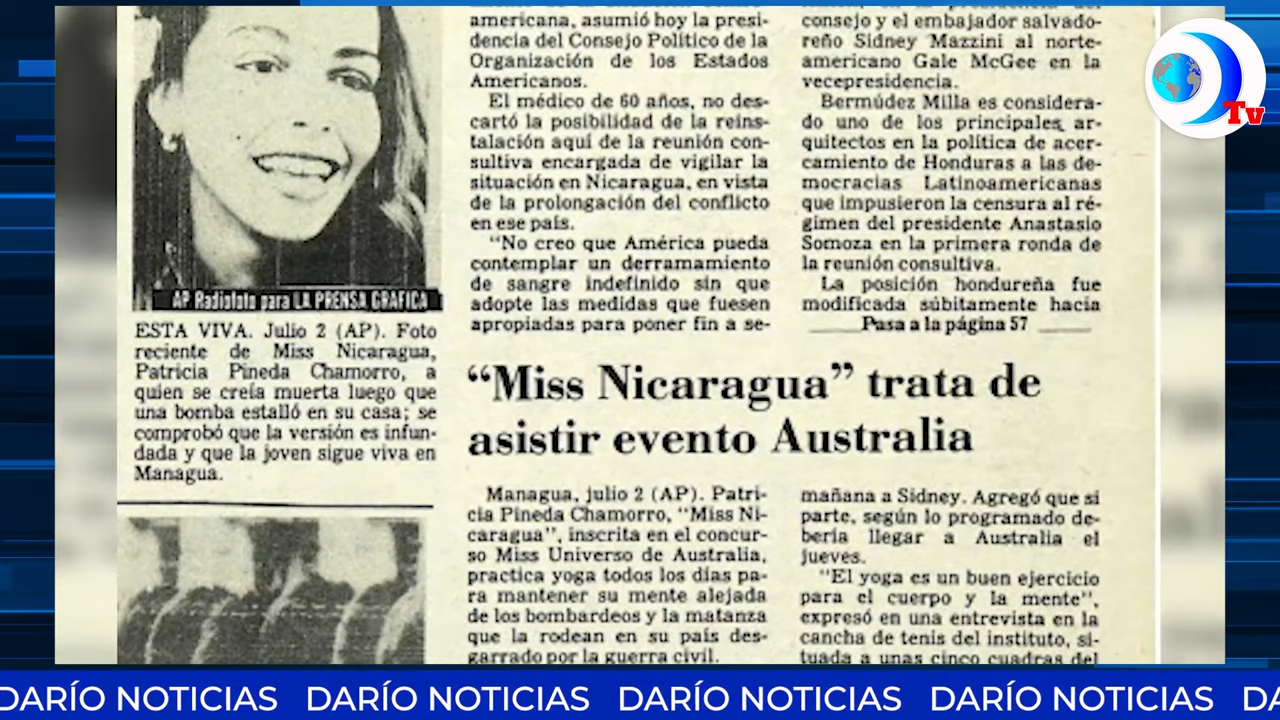 Tv
americana, asumió hoy la presi-
dencia del Consejo Político de la
Organización de los Estados
Americanos.
El médico de 60 años, no des-
cartó la posibilidad de la reins-
talación aquí de la reunión con-
sultiva encargada de vigilar la
situación en Nicaragua, en vista
de la prolongación del conflicto
en ese país.
"No creo que América pueda
contemplar un derramamiento
de sangre indefinido sin que
adopte las medidas que fuesen
apropiadas para poner fin a se-
consejo y el embajador salvado-
reño Sidney Mazzini al norte-
americano Gale McGee en la
vicepresidencia.
Bermúdez Milla es considera-
do uno de los principales ar-
quitectos en la política de acer-
camiento de Honduras a las de-
mocracias Latinoamericanas
que impusieron la censura al ré-
gimen del presidente Anastasio
Somoza en la primera ronda de
la reunión consultiva.
La posición hondureña fue
modificada súbitamente hacia
Pasa a la página 57
AP Radiofoto para LA PRENSA GRAFICA
ESTA VIVA. Julio 2 (AP). Foto
reciente de Miss Nicaragua,
Patricia Pineda Chamorro, a
quien se creía muerta luego que
una bomba estalló en su casa; se
comprobó que la versión es infun-
dada y que la joven sigue viva en
Managua.
"Miss Nicaragua" trata de
asistir evento Australia
Managua, julio 2 (AP). Patri-
cia Pineda Chamorro, "Miss Ni-
caragua", inscrita en el concur-
so Miss Universo de Australia,
practica yoga todos los días pa-
ra mantener su mente alejada
de los bombardeos y la matanza
que la rodean en su país des-
garrado por la guerra civil.
mañana a Sidney. Agregó que si
parte, según lo programado de-
bería llegar a Australia el
jueves.
"El yoga es un buen ejercicio
para el cuerpo y la mente",
expresó en una entrevista en la
cancha de tenis del instituto, si-
tuada a unas cinco cuadras del
DARÍO NOTICIAS DARÍO NOTICIAS DARÍO NOTICIAS DARÍO NOTICIAS DA